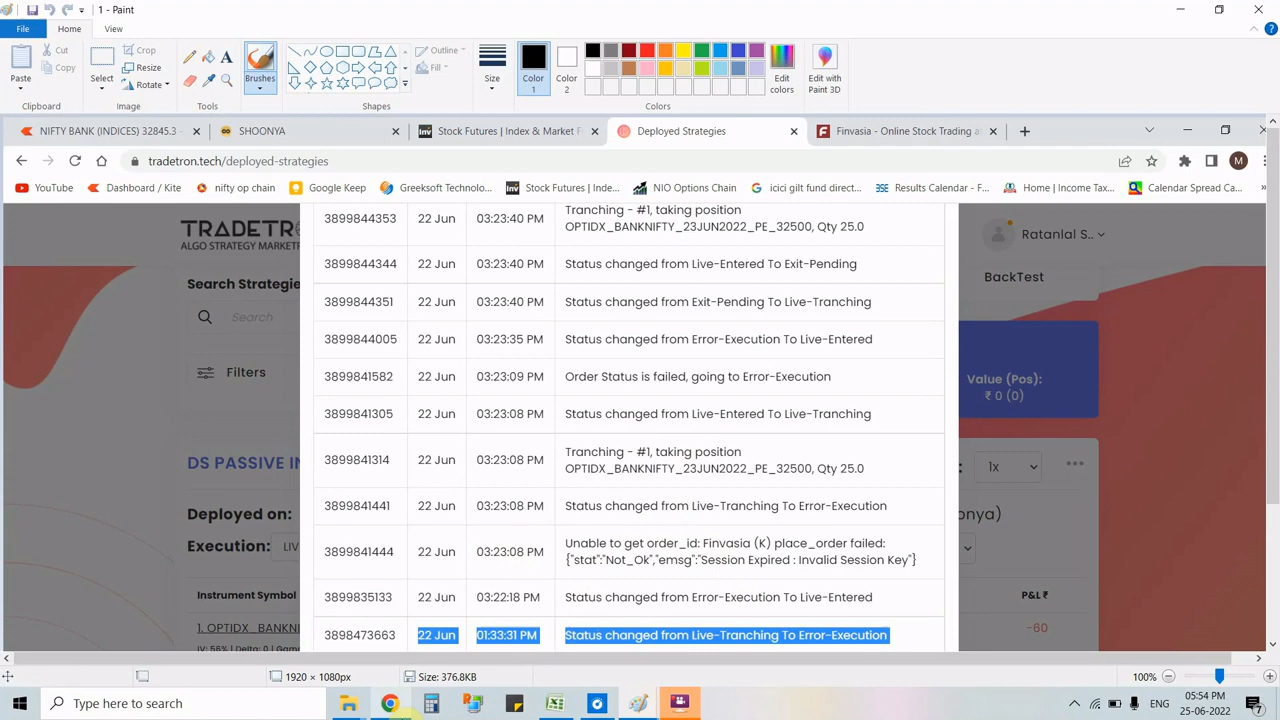 1 - Paint
File
Home
View
Paste
Cut
Copy
Clipboard
Select
Crop
Resize
Rotate
Image
Tools
Brushes
Shapes
Outline
Fill
Size
Color 1
Color 2
Edit colors
Colors
Edit with Paint 3D
NIFTY BANK (INDICES) 32845.3
SHOONYA
Stock Futures | Index & Market F
Deployed Strategies
Finvasia - Online Stock Trading a
tradetron.tech/deployed-strategies
M
YouTube
Dashboard / Kite
nifty op chain
Google Keep
Greeksoft Technolo...
Stock Futures | Inde...
NIO Options Chain
icici gilt fund direct...
Results Calendar - F...
Home | Income Tax...
Calendar Spread Ca...
TRADETRO
ALGO STRATEGY MARKET
Ratanlal S..
Search Strategie
Search
Filters
BackTest
Value (Pos):
₹ 0 (0)
DS PASSIVE IN
1x
Deployed on:
onya)
Execution:
LIV
Instrument Symbol
P&L ₹
1. OPTIDX_BANKN
-60
IV: 56% | Delta: 0 | Gam
3899844353 22 Jun 03:23:40 PM Tranching - #1, taking position
OPTIDX_BANKNIFTY_23JUN2022_PE_32500, Qty 25.0
3899844344 22 Jun 03:23:40 PM Status changed from Live-Entered To Exit-Pending
3899844351 22 Jun 03:23:40 PM Status changed from Exit-Pending To Live-Tranching
3899844005 22 Jun 03:23:35 PM Status changed from Error-Execution To Live-Entered
3899841582 22 Jun 03:23:09 PM Order Status is failed, going to Error-Execution
3899841305 22 Jun 03:23:08 PM Status changed from Live-Entered To Live-Tranching
3899841314 22 Jun 03:23:08 PM Tranching - #1, taking position
OPTIDX_BANKNIFTY_23JUN2022_PE_32500, Qty 25.0
3899841441 22 Jun 03:23:08 PM Status changed from Live-Tranching To Error-Execution
3899841444 22 Jun 03:23:08 PM Unable to get order_id: Finvasia (K) place_order failed:
{"stat":"Not_Ok","emsg":"Session Expired : Invalid Session Key"}
3899835133 22 Jun 03:22:18 PM Status changed from Error-Execution To Live-Entered
3898473663 22 Jun 01:33:31 PM Status changed from Live-Tranching To Error-Execution
1920 × 1080px
Size: 376.8KB
100%
Type here to search
ENG
05:54 PM
25-06-2022
7